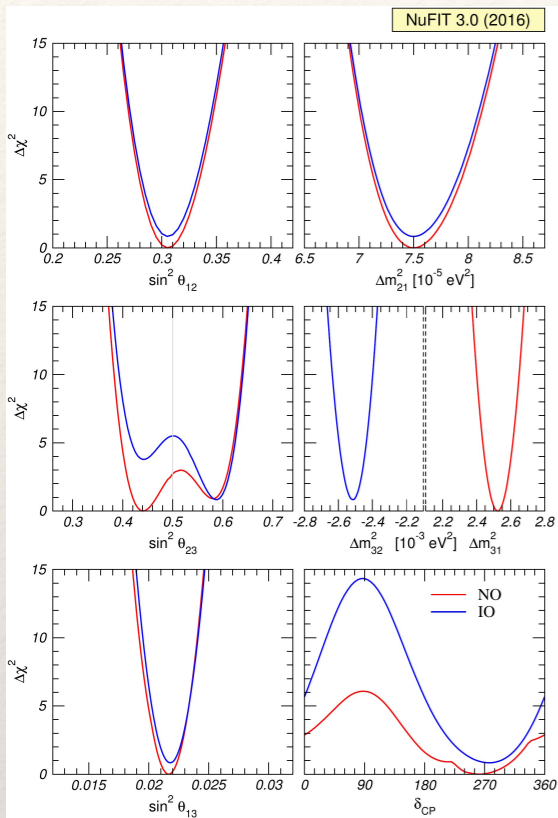 NuFIT 3.0 (2016)
15
10
5
0
Δχ²
0.2 0.25 0.3 0.35 0.4
sin² θ₁₂
6.5 7 7.5 8 8.5
Δm²₂₁ [10⁻⁵ eV²]
15
10
5
0
Δχ²
0.3 0.4 0.5 0.6 0.7
sin² θ₂₃
-2.8 -2.6 -2.4 -2.2 2.2 2.4 2.6 2.8
Δm²₃₂ [10⁻³ eV²] Δm²₃₁
15
10
5
0
Δχ²
0.015 0.02 0.025 0.03
sin² θ₁₃
NO
IO
0 90 180 270 360
δCP